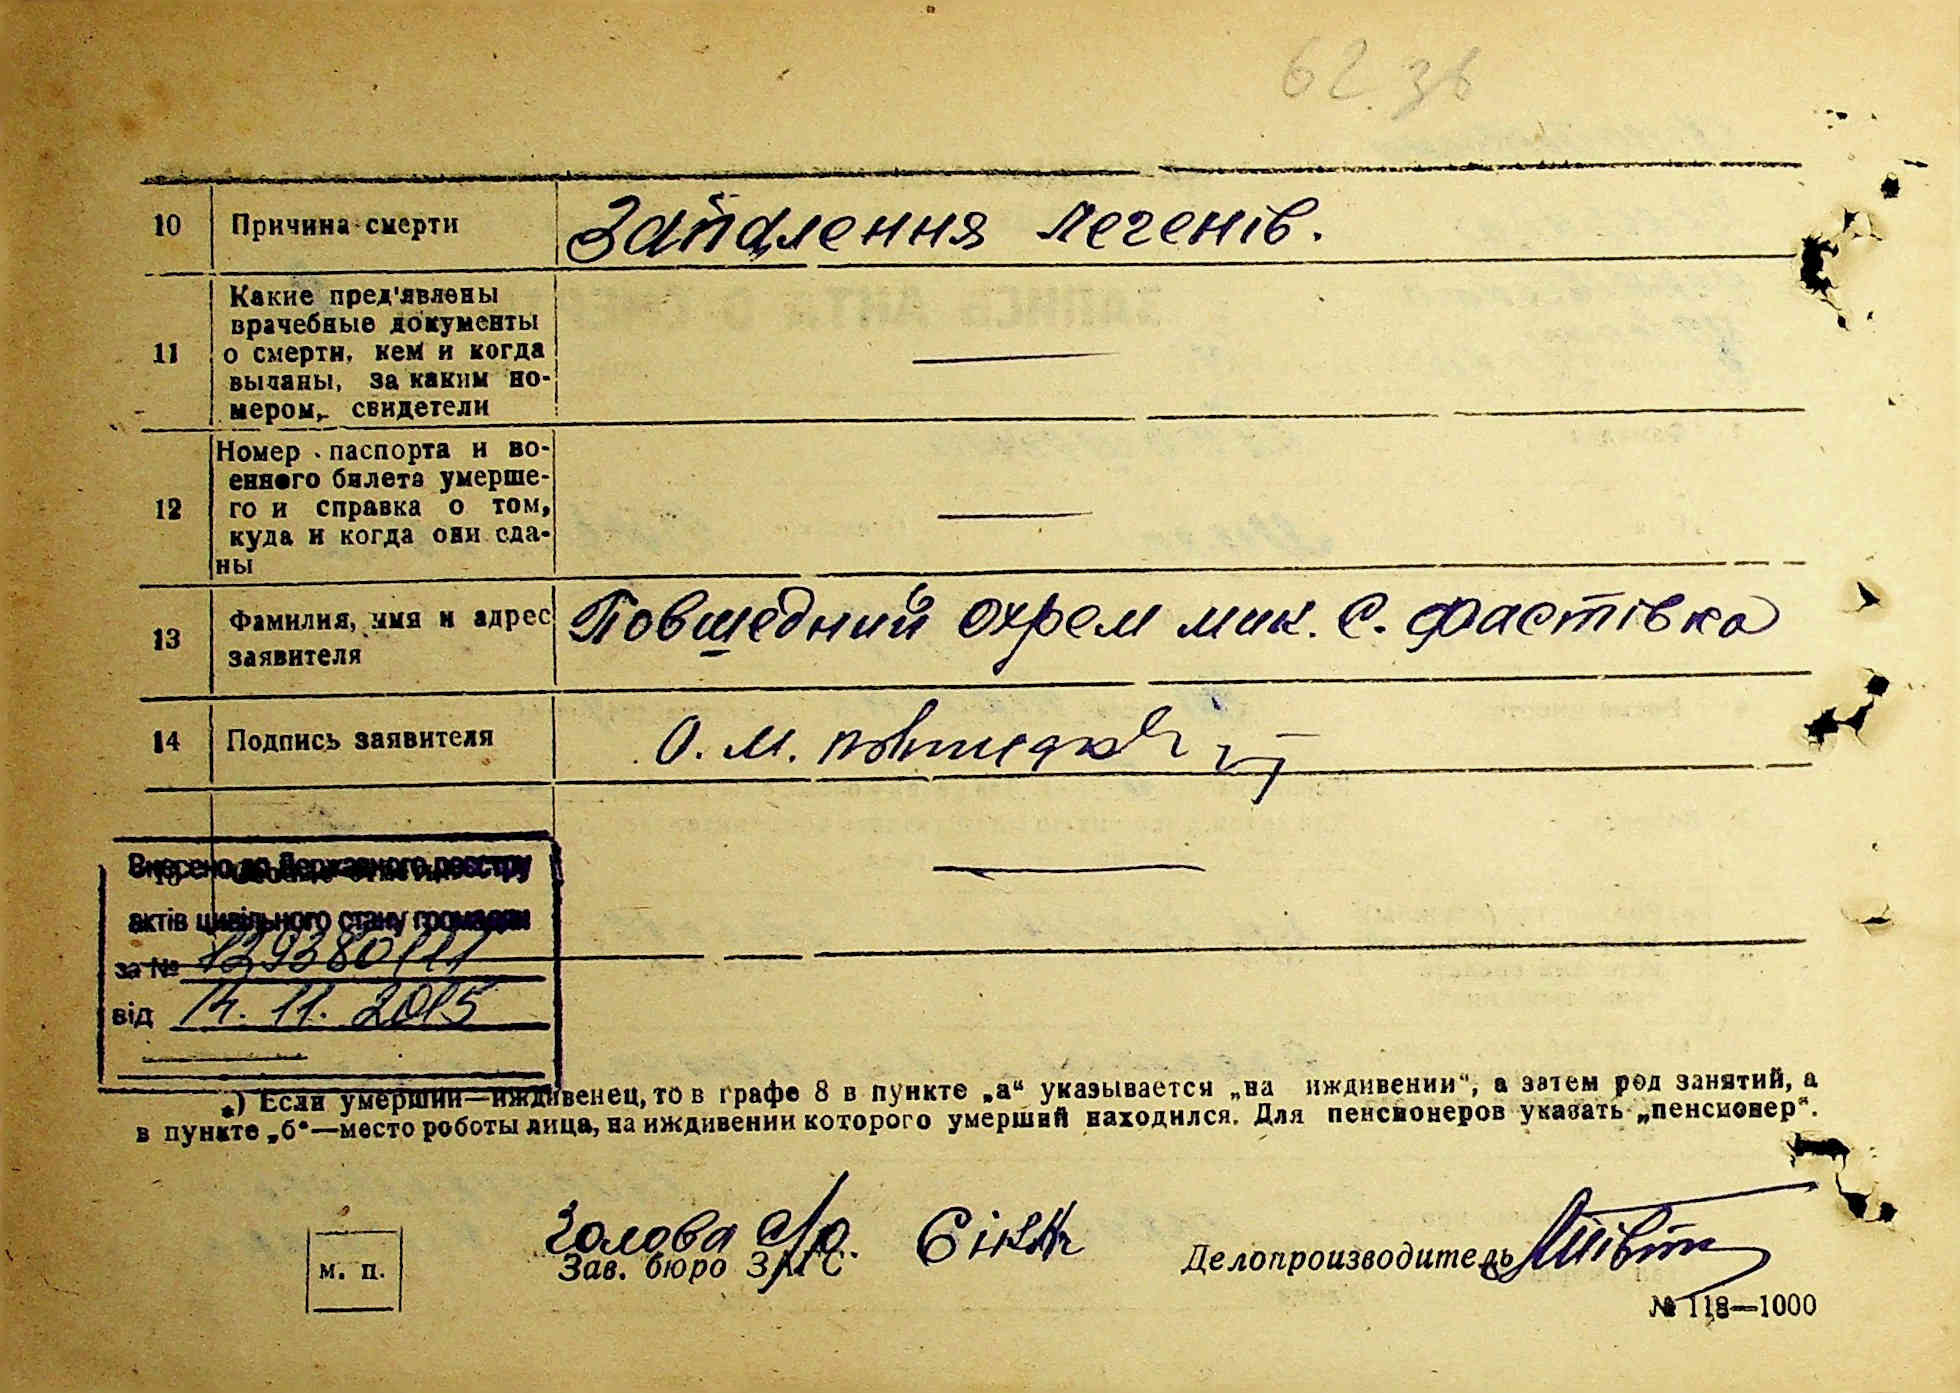 62 зв
10 Причина смерти Запалення легенів.
11 Какие пред'явлены
врачебные документы
о смерти, кем и когда
выданы, за каким но-
мером, свидетели
12 Номер паспорта и во-
енного билета умерше-
го и справка о том,
куда и когда они сда-
ны
13 Фамилия, имя и адрес
заявителя
Повшедний Охрем Мик. с. Фастівка
14 Подпись заявителя О. М.
15
Внесено до Державного реєстру
актів цивільного стану громадян
за №
від 14. 11. 2015
*) Если умерший—иждивенец, то в графе 8 в пункте „а“ указывается „на иждивении“, а затем род занятий, а
в пункте „б“—место роботы лица, на иждивении которого умерший находился. Для пенсионеров указать „пенсионер“.
Голова с/р.
м. п. Зав. бюро ЗАГС Делопроизводитель
№ 118—1000